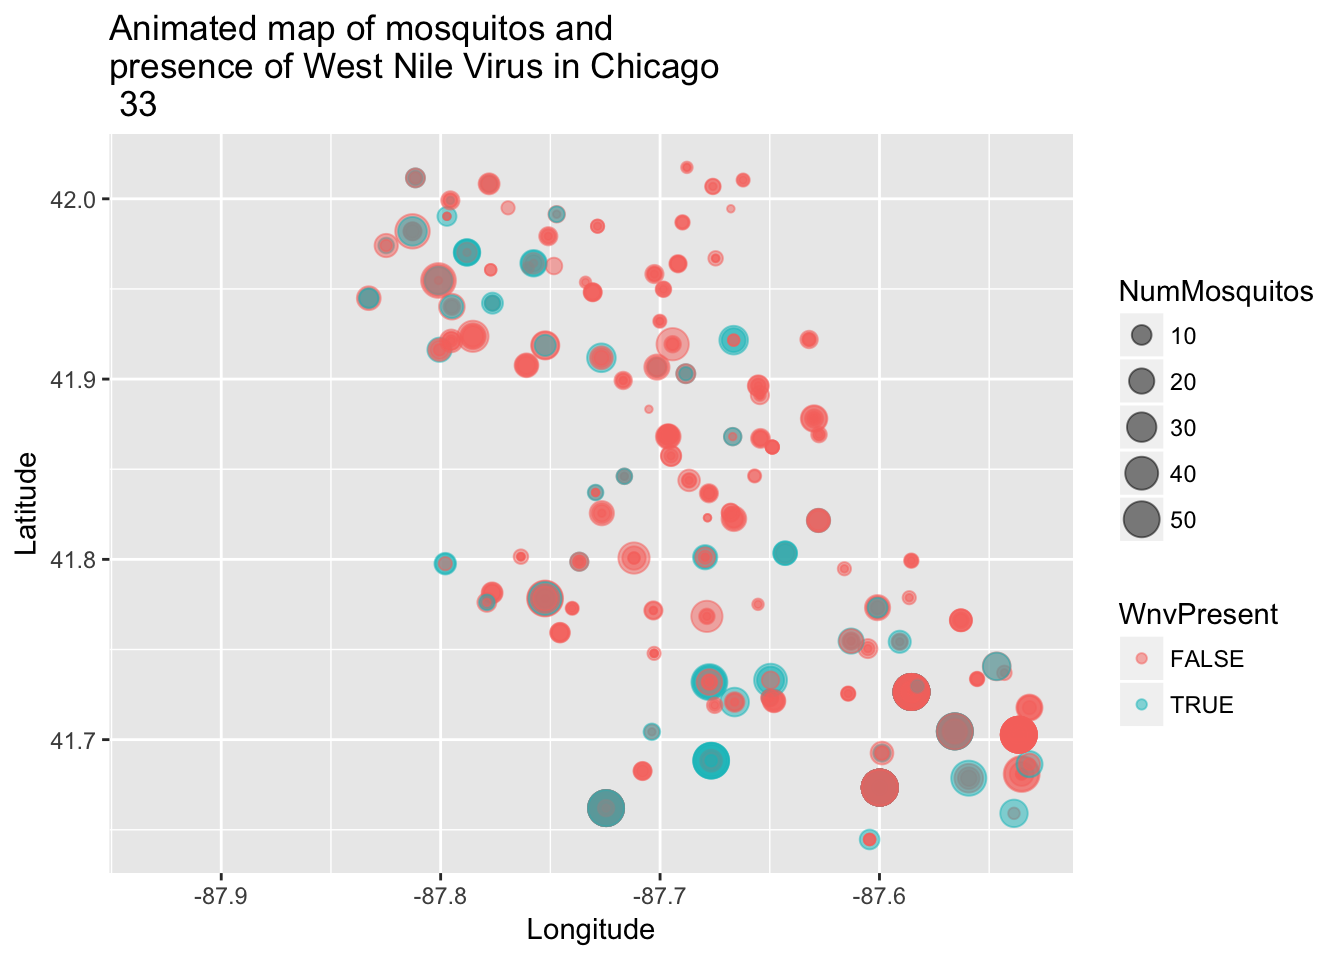 Animated map of mosquitos and
presence of West Nile Virus in Chicago
33
42.0
41.9
41.8
41.7
Latitude
-87.9
-87.8
-87.7
-87.6
Longitude
NumMosquitos
10
20
30
40
50
WnvPresent
FALSE
TRUE